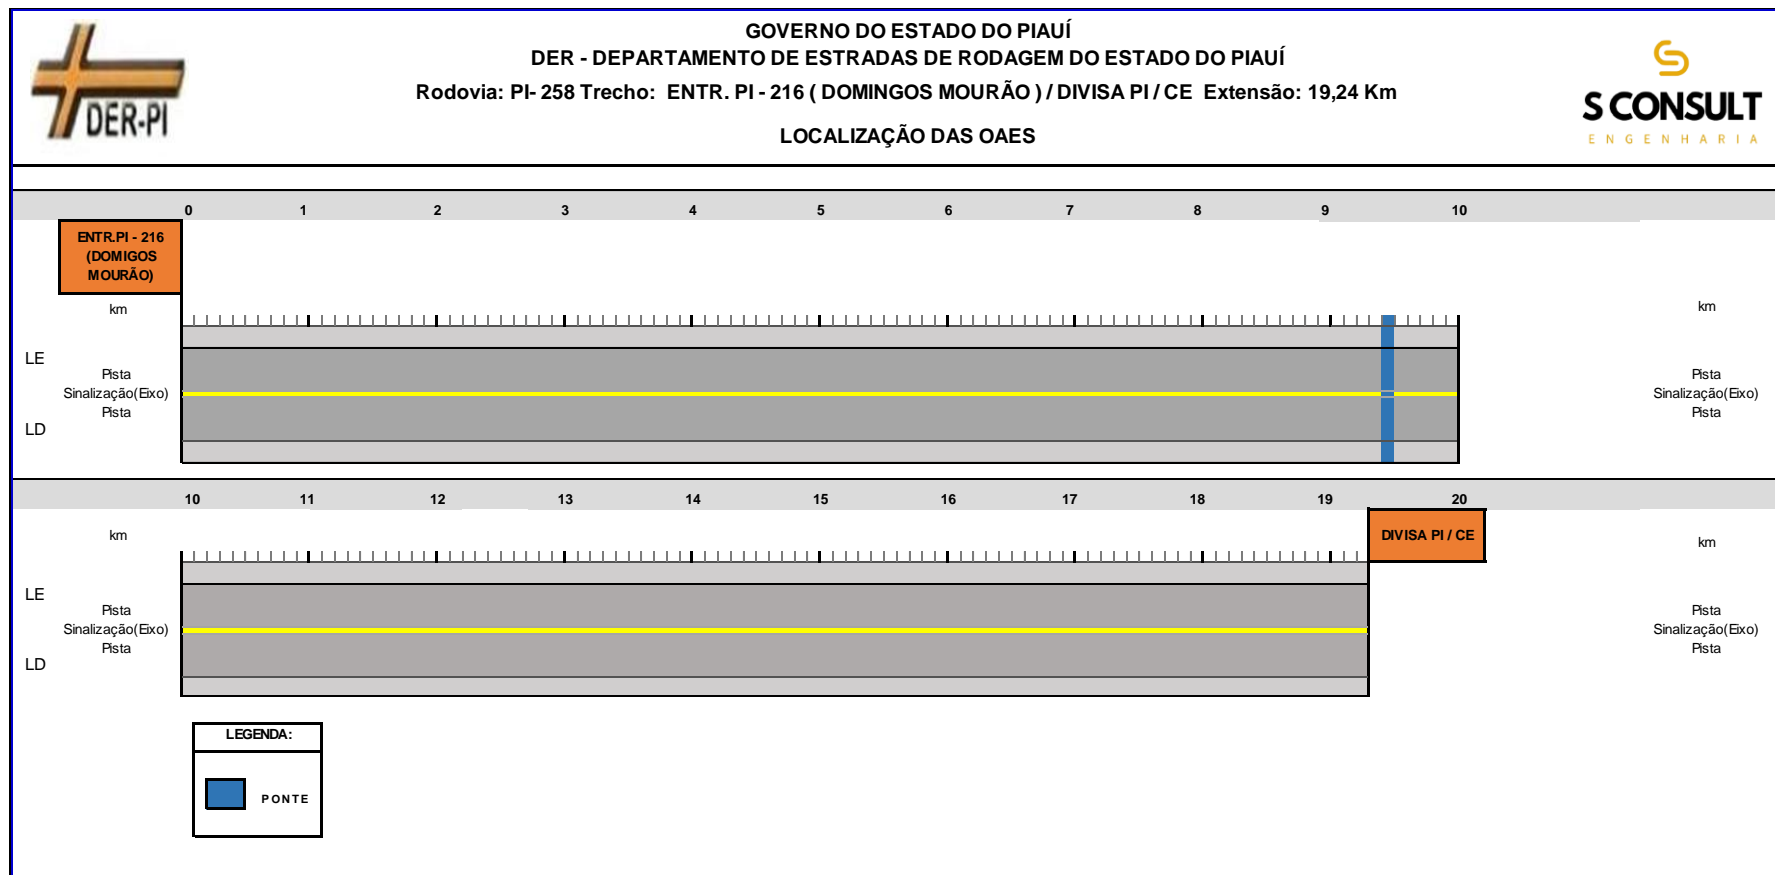 GOVERNO DO ESTADO DO PIAUÍ
DER - DEPARTAMENTO DE ESTRADAS DE RODAGEM DO ESTADO DO PIAUÍ
Rodovia: PI- 258 Trecho: ENTR. PI - 216 ( DOMINGOS MOURÃO ) / DIVISA PI / CE Extensão: 19,24 Km
LOCALIZAÇÃO DAS OAES
DER-PI
S CONSULT
ENGENHARIA
0 1 2 3 4 5 6 7 8 9 10
ENTR.PI - 216
(DOMIGOS
MOURÃO)
km km
LE
Pista Pista
Sinalização(Eixo) Sinalização(Eixo)
Pista Pista
LD
10 11 12 13 14 15 16 17 18 19 20
DIVISA PI / CE
km km
LE
Pista Pista
Sinalização(Eixo) Sinalização(Eixo)
Pista Pista
LD
LEGENDA:
PONTE